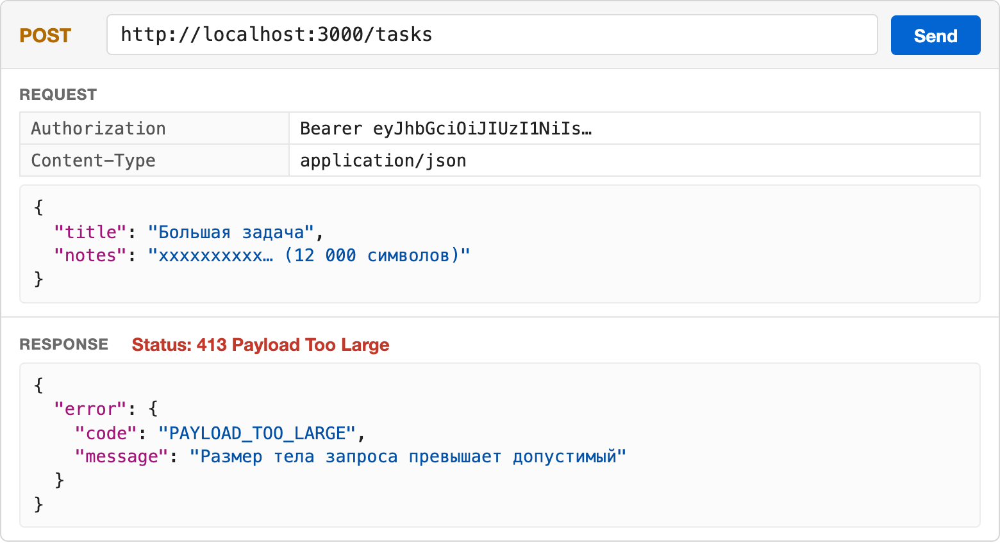 POST http://localhost:3000/tasks Send
REQUEST
Authorization Bearer eyJhbGciOiJIUzI1NiIs…
Content-Type application/json
{
  "title": "Большая задача",
  "notes": "xxxxxxxxxx… (12 000 символов)"
}
RESPONSE Status: 413 Payload Too Large
{
  "error": {
    "code": "PAYLOAD_TOO_LARGE",
    "message": "Размер тела запроса превышает допустимый"
  }
}